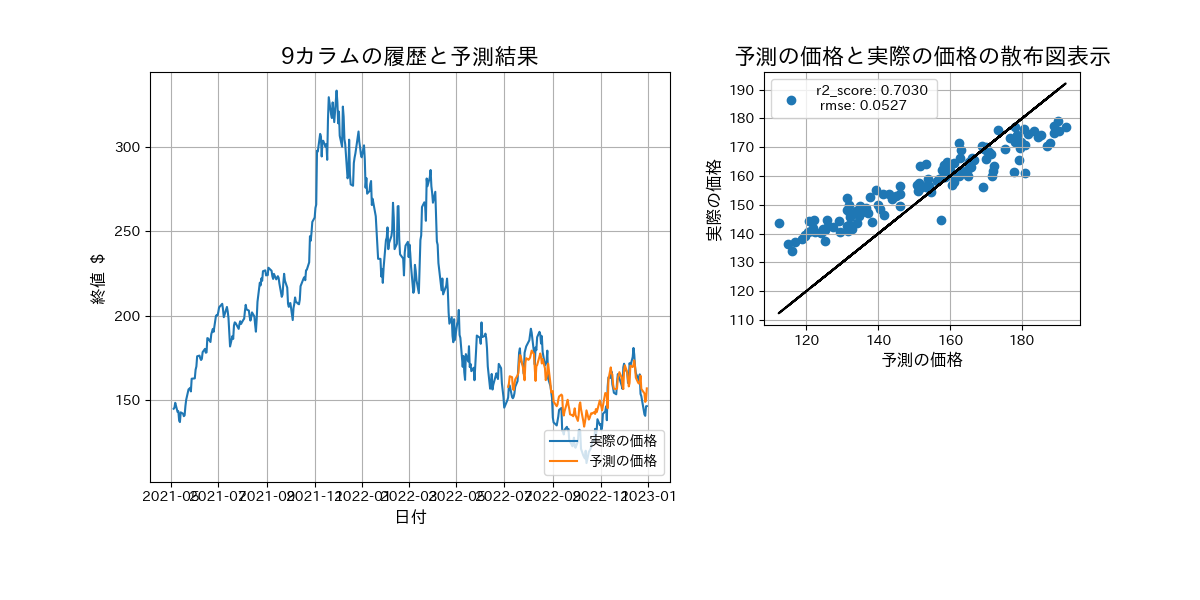 9カラムの履歴と予測結果
終値 $
300
250
200
150
2021-05
2021-07
2021-09
2021-11
2022-01
2022-03
2022-05
2022-07
2022-09
2022-11
2023-01
日付
実際の価格
予測の価格
予測の価格と実際の価格の散布図表示
実際の価格
190
180
170
160
150
140
130
120
110
r2_score: 0.7030
rmse: 0.0527
120
140
160
180
予測の価格